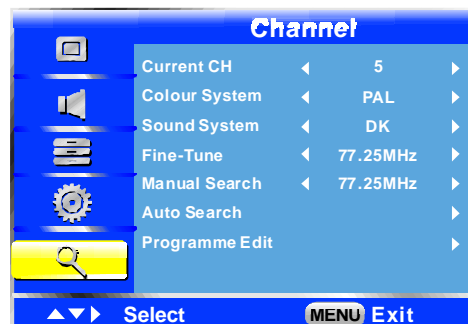 Channel
Current CH 5
Colour System PAL
Sound System DK
Fine-Tune 77.25MHz
Manual Search 77.25MHz
Auto Search
Programme Edit
Select MENU Exit